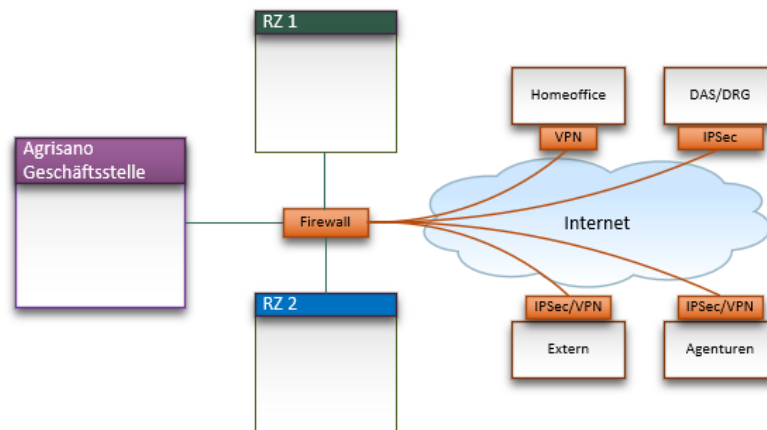 RZ 1
Homeoffice
DAS/DRG
VPN
IPSec
Agrisano
Geschäftsstelle
Firewall
Internet
RZ 2
IPSec/VPN
IPSec/VPN
Extern
Agenturen